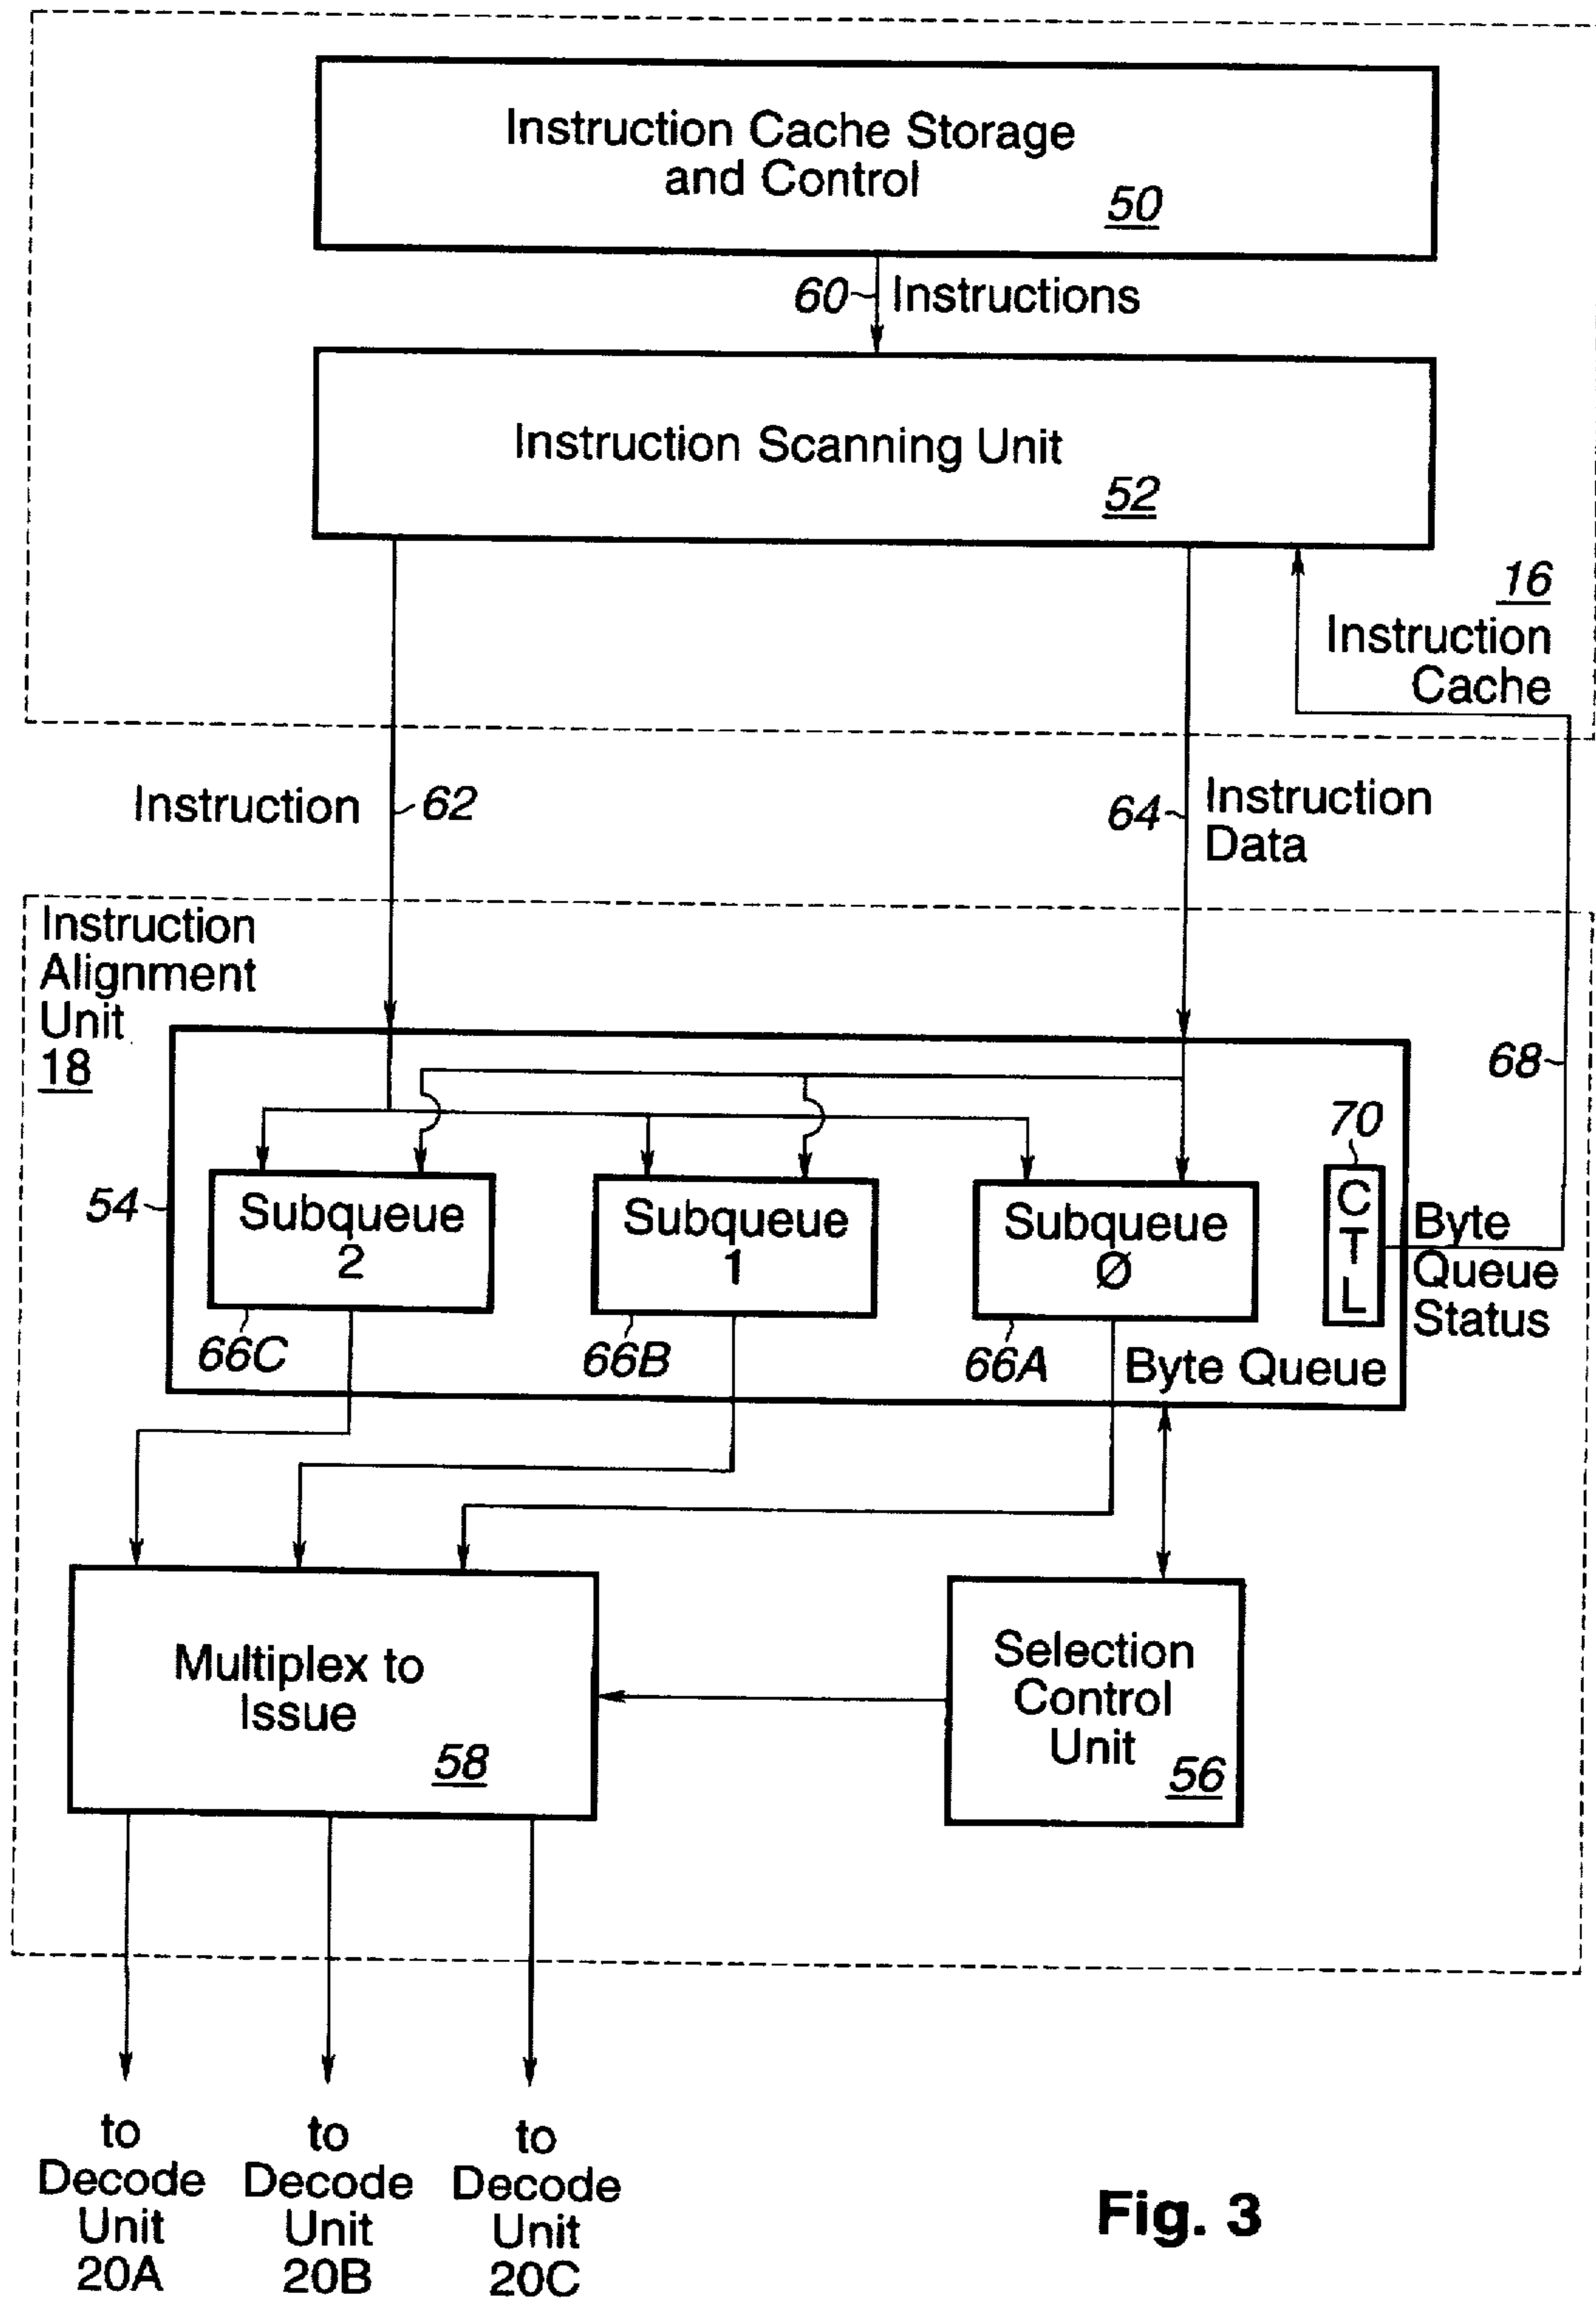 Instruction Cache Storage
and Control
50
60
Instructions
Instruction Scanning Unit
52
16
Instruction
Cache
Instruction
62
64
Instruction
Data
Instruction
Alignment
Unit
18
68
70
54
Subqueue
2
Subqueue
1
Subqueue
Ø
C
T
L
Byte
Queue
Status
66C
66B
66A
Byte Queue
Multiplex to
Issue
58
Selection
Control
Unit
56
to
Decode
Unit
20A
to
Decode
Unit
20B
to
Decode
Unit
20C
Fig. 3